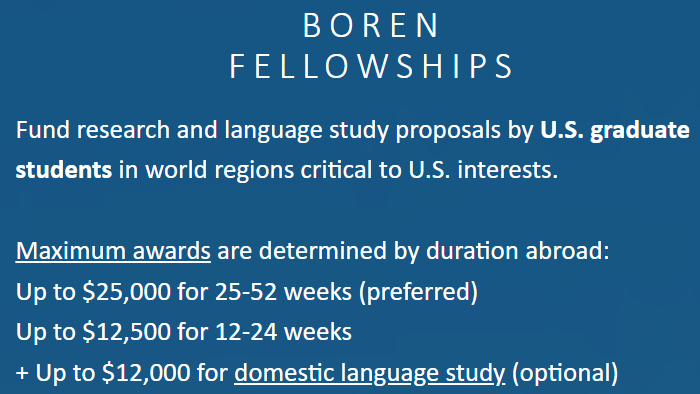 BOREN
FELLOWSHIPS
Fund research and language study proposals by U.S. graduate
students in world regions critical to U.S. interests.
Maximum awards are determined by duration abroad:
Up to $25,000 for 25-52 weeks (preferred)
Up to $12,500 for 12-24 weeks
+ Up to $12,000 for domestic language study (optional)